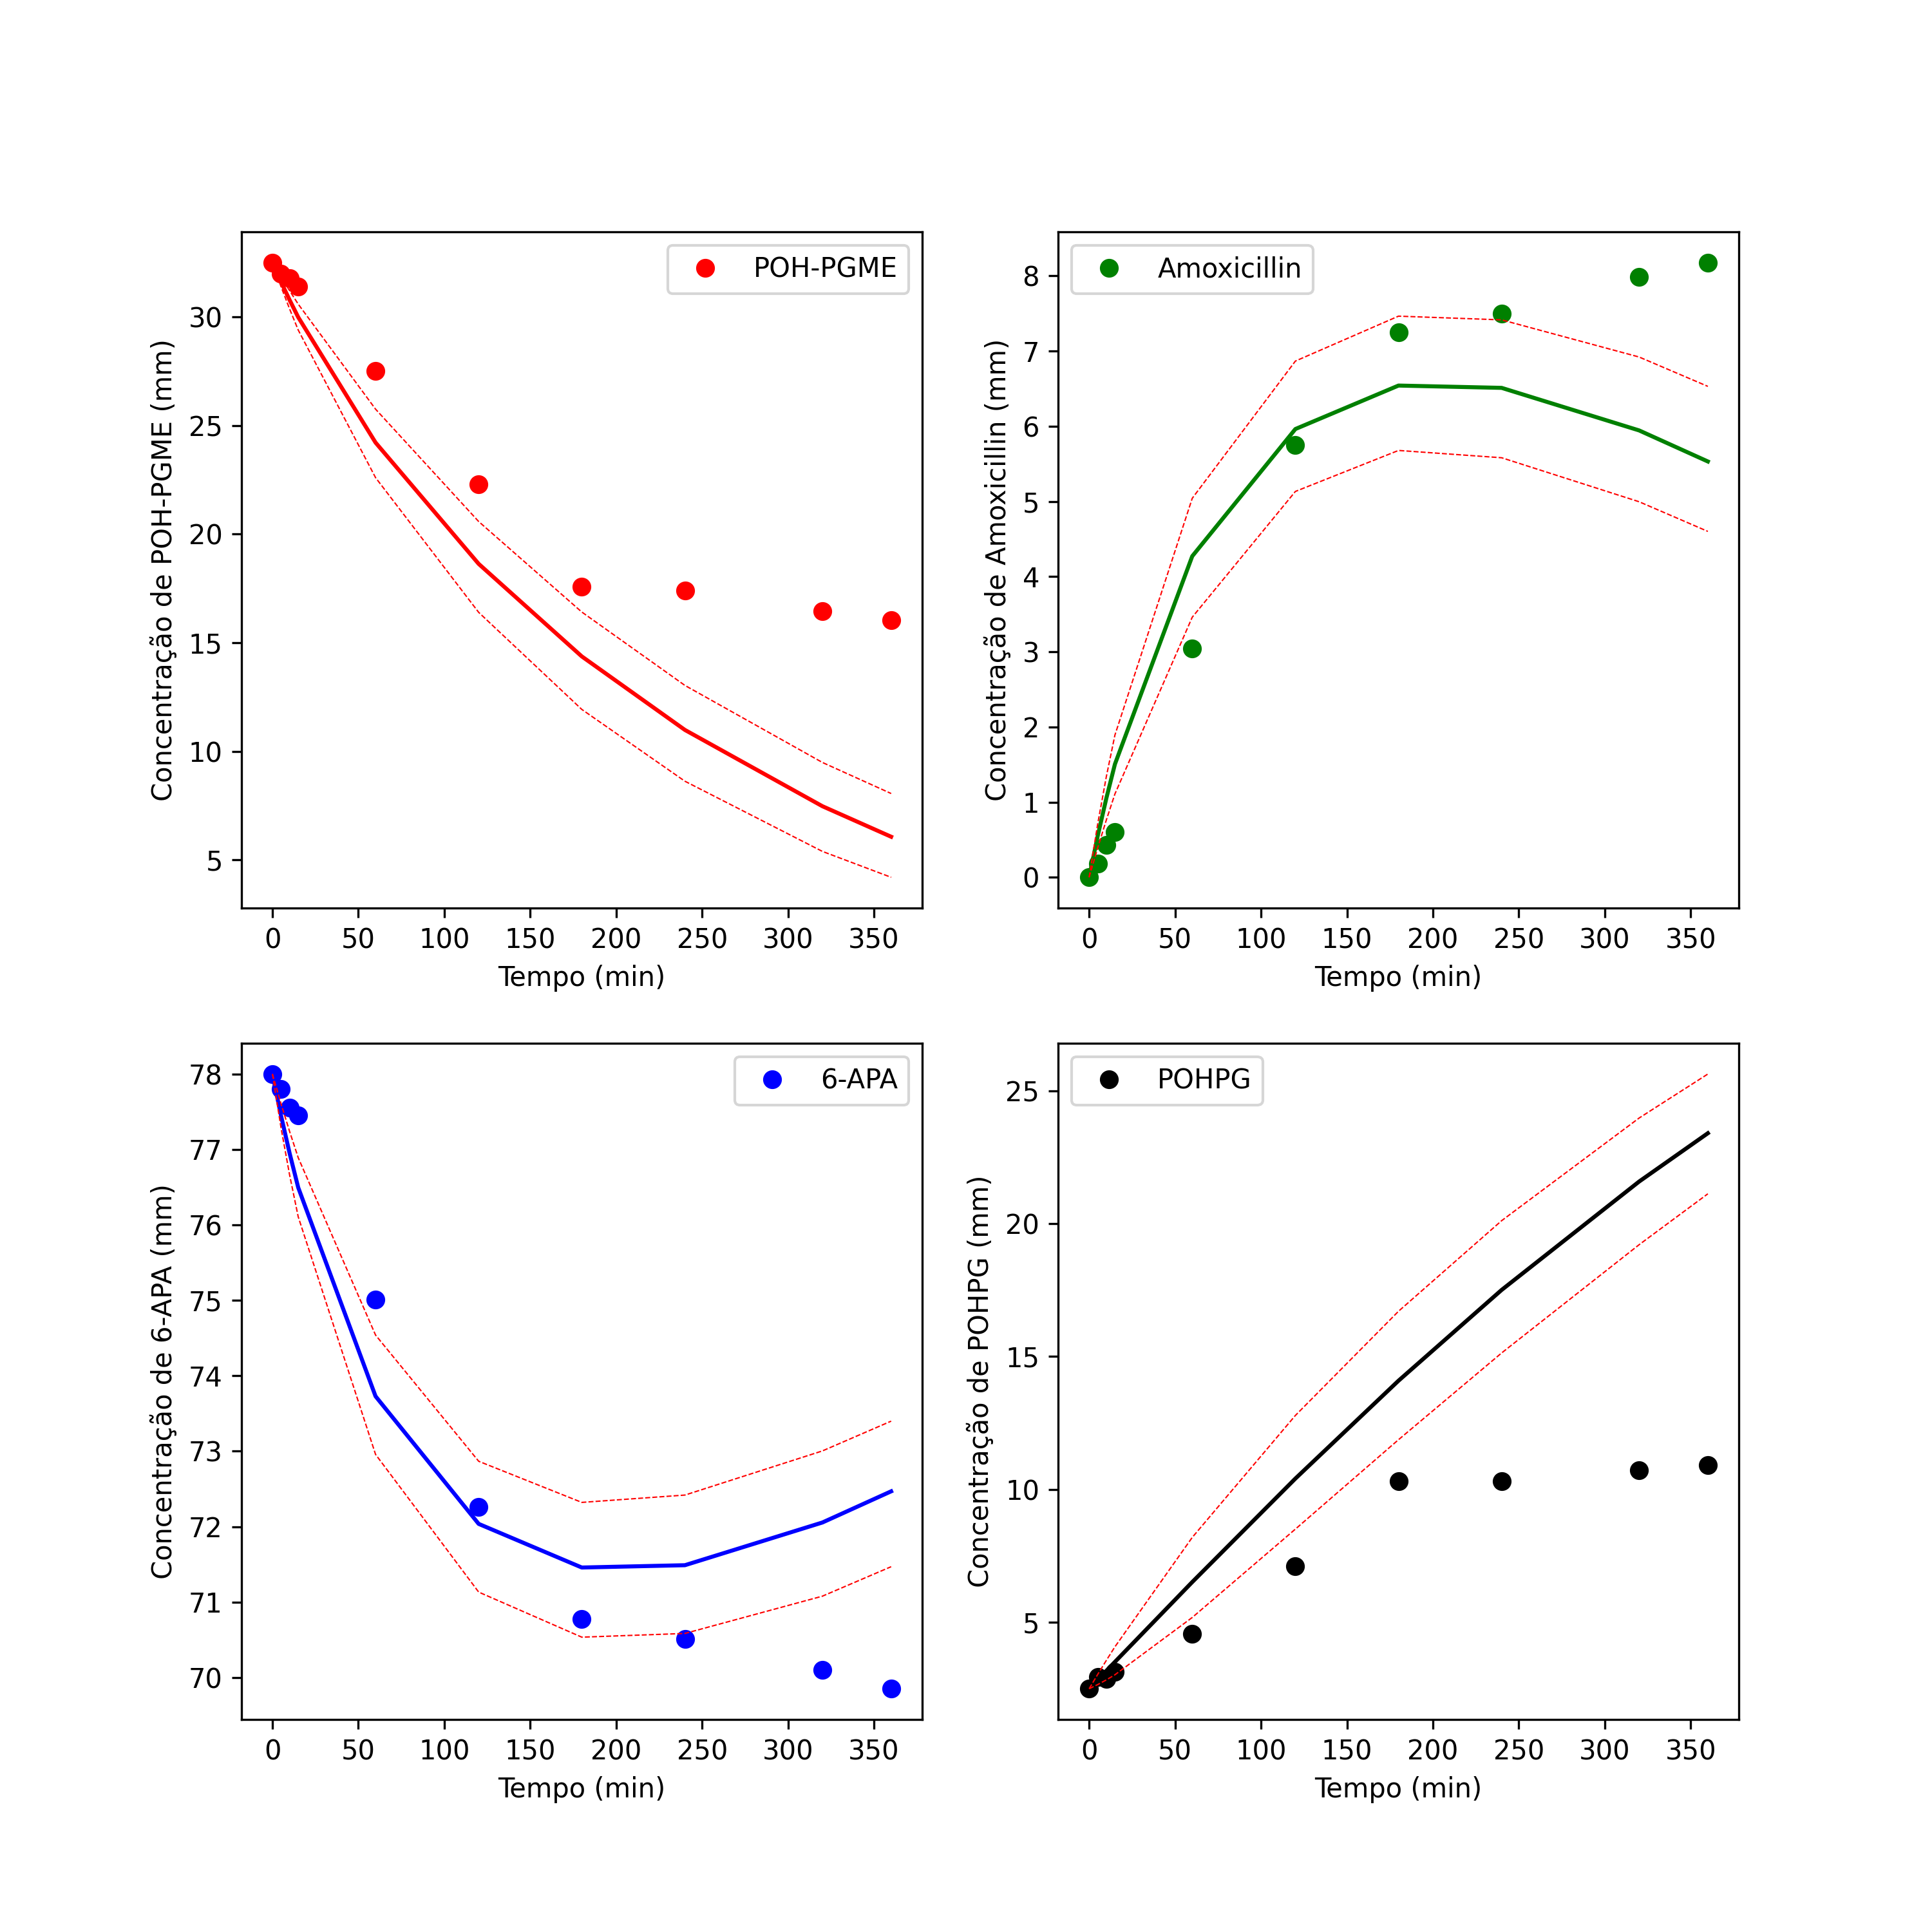 POH-PGME
Concentração de POH-PGME (mm)
30
25
20
15
10
5
0 50 100 150 200 250 300 350
Tempo (min)
Amoxicillin
Concentração de Amoxicillin (mm)
8
7
6
5
4
3
2
1
0
0 50 100 150 200 250 300 350
Tempo (min)
6-APA
Concentração de 6-APA (mm)
78
77
76
75
74
73
72
71
70
0 50 100 150 200 250 300 350
Tempo (min)
POHPG
Concentração de POHPG (mm)
25
20
15
10
5
0 50 100 150 200 250 300 350
Tempo (min)